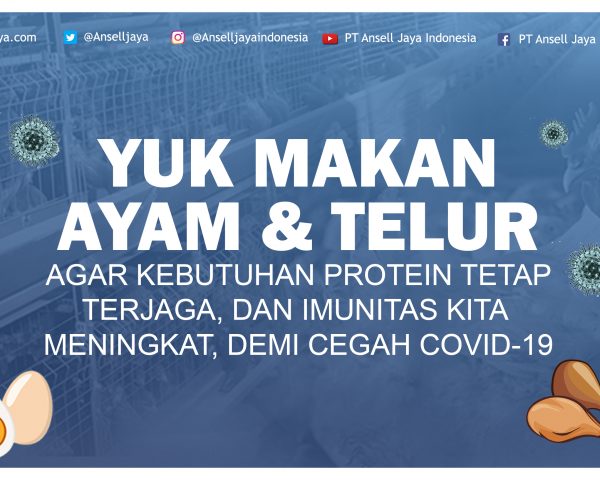 ya.com @Anselljaya @Anselljayaindonesia PT Ansell Jaya Indonesia PT Ansell Jaya
YUK MAKAN
AYAM & TELUR
AGAR KEBUTUHAN PROTEIN TETAP
TERJAGA, DAN IMUNITAS KITA
MENINGKAT, DEMI CEGAH COVID-19